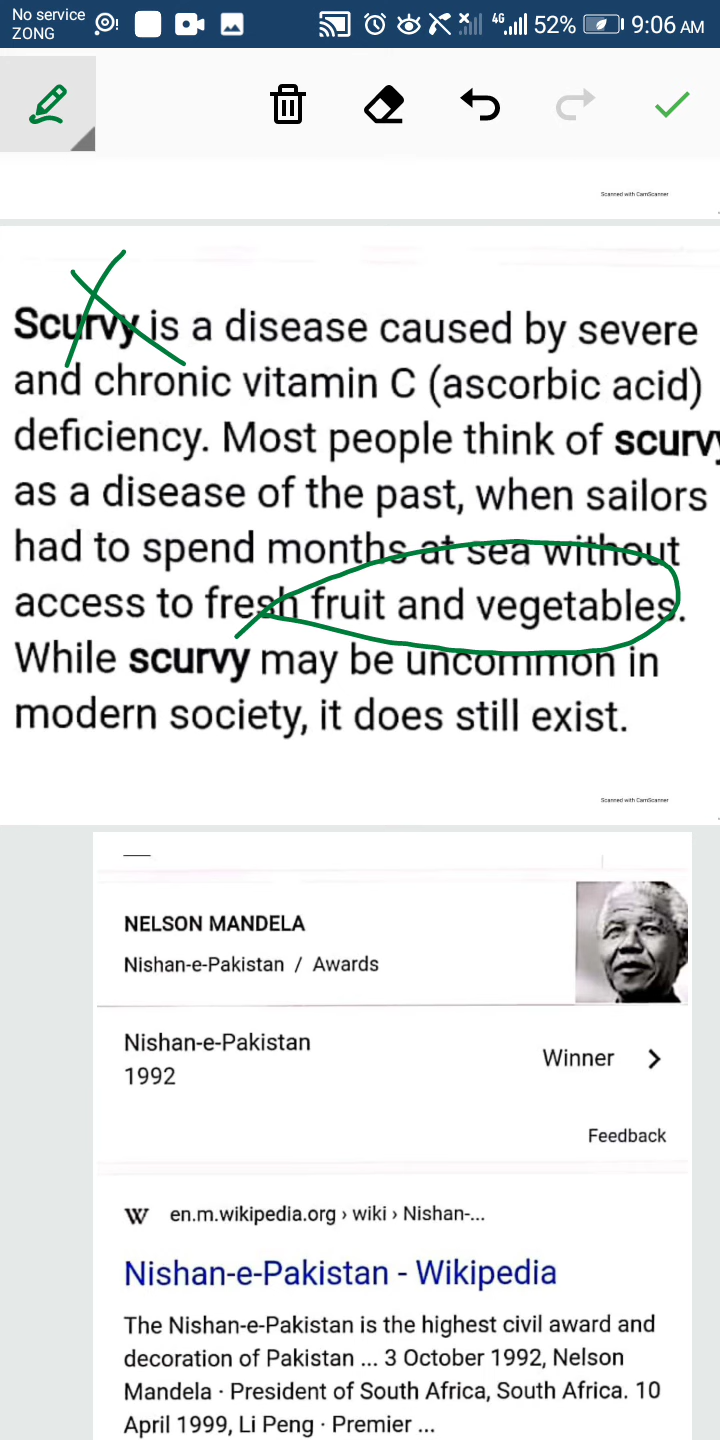 No service
ZONG
4G 52% 9:06 AM
Scanned with CamScanner
Scurvy is a disease caused by severe
and chronic vitamin C (ascorbic acid)
deficiency. Most people think of scurvy
as a disease of the past, when sailors
had to spend months at sea without
access to fresh fruit and vegetables.
While scurvy may be uncommon in
modern society, it does still exist.
Scanned with CamScanner
NELSON MANDELA
Nishan-e-Pakistan / Awards
Nishan-e-Pakistan
1992
Winner
Feedback
W en.m.wikipedia.org › wiki › Nishan-...
Nishan-e-Pakistan - Wikipedia
The Nishan-e-Pakistan is the highest civil award and
decoration of Pakistan ... 3 October 1992, Nelson
Mandela · President of South Africa, South Africa. 10
April 1999, Li Peng · Premier ...